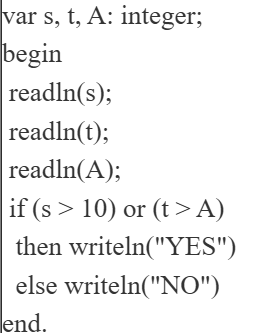 var s, t, A: integer;
begin
readln(s);
readln(t);
readln(A);
if (s > 10) or (t > A)
then writeln("YES")
else writeln("NO")
end.